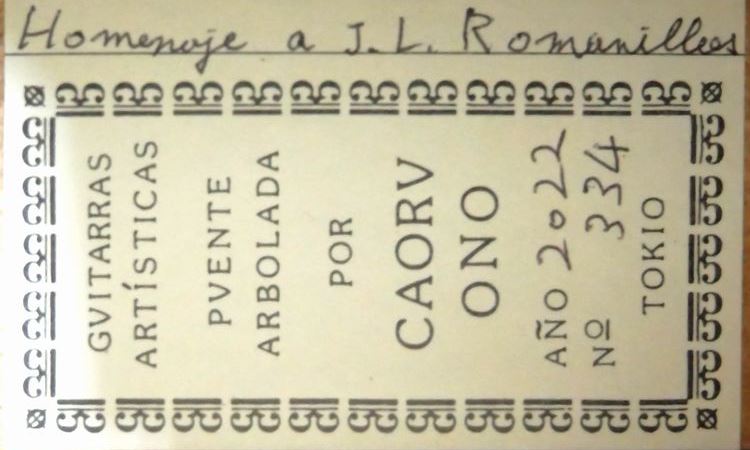 Homenaje a J. L. Romanillos
GVITARRAS
ARTÍSTICAS
PVENTE
ARBOLADA
POR
CAORV
ONO
AÑO 2022
Nº 334
TOKIO